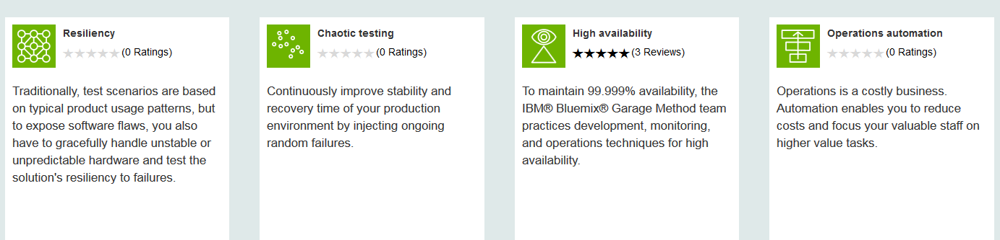 Resiliency
(0 Ratings)
Traditionally, test scenarios are based
on typical product usage patterns, but
to expose software flaws, you also
have to gracefully handle unstable or
unpredictable hardware and test the
solution's resiliency to failures.
Chaotic testing
(0 Ratings)
Continuously improve stability and
recovery time of your production
environment by injecting ongoing
random failures.
High availability
(3 Reviews)
To maintain 99.999% availability, the
IBM® Bluemix® Garage Method team
practices development, monitoring,
and operations techniques for high
availability.
Operations automation
(0 Ratings)
Operations is a costly business.
Automation enables you to reduce
costs and focus your valuable staff on
higher value tasks.